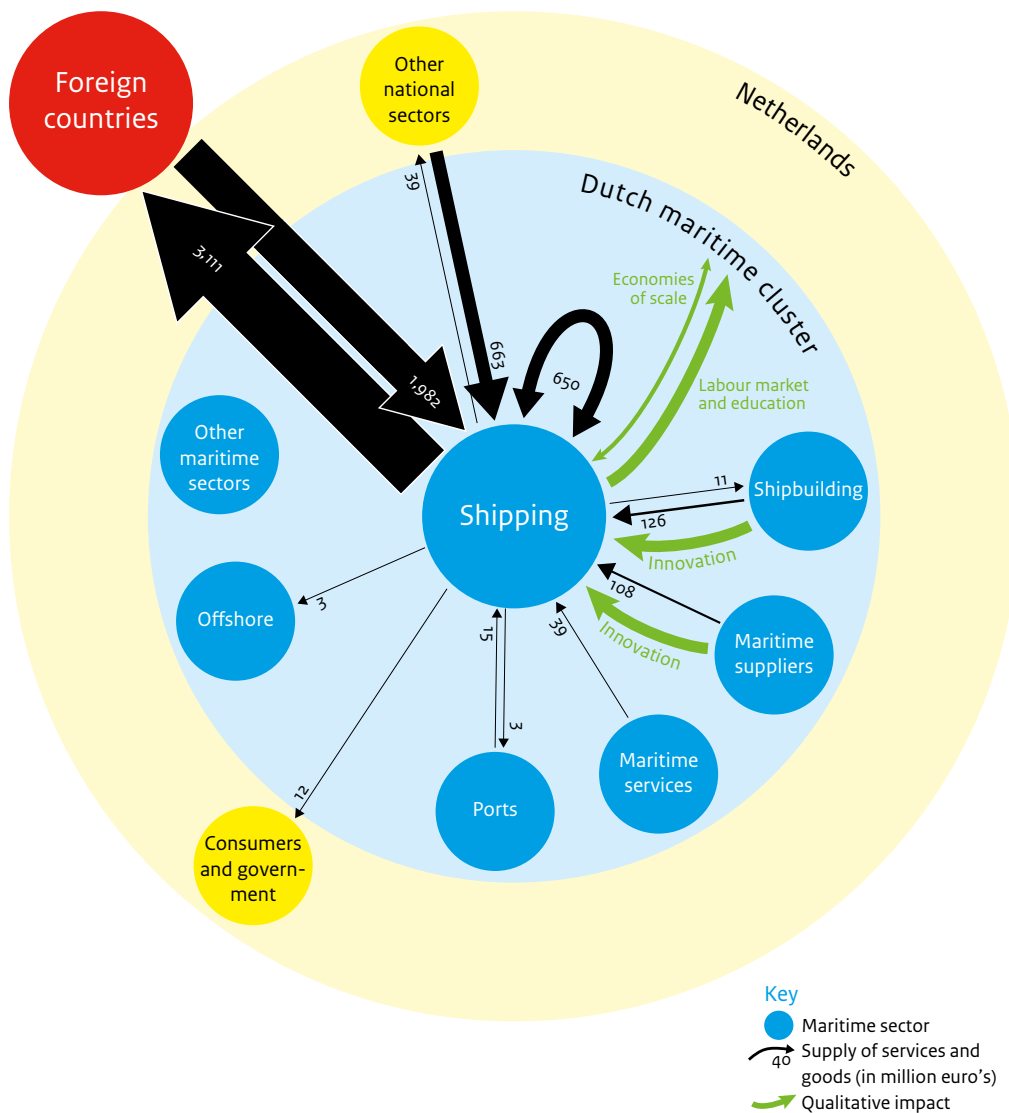 Foreign
countries
Other
national
sectors
Netherlands
Dutch maritime cluster
39
3,111
663
1,982
650
Economies
of scale
Labour market
and education
Other
maritime
sectors
Shipping
11
Shipbuilding
126
Innovation
108
Offshore
3
15
39
Innovation
Maritime
suppliers
3
Maritime
services
12
Ports
Consumers
and govern-
ment
Key
Maritime sector
40
Supply of services and
goods (in million euro's)
Qualitative impact